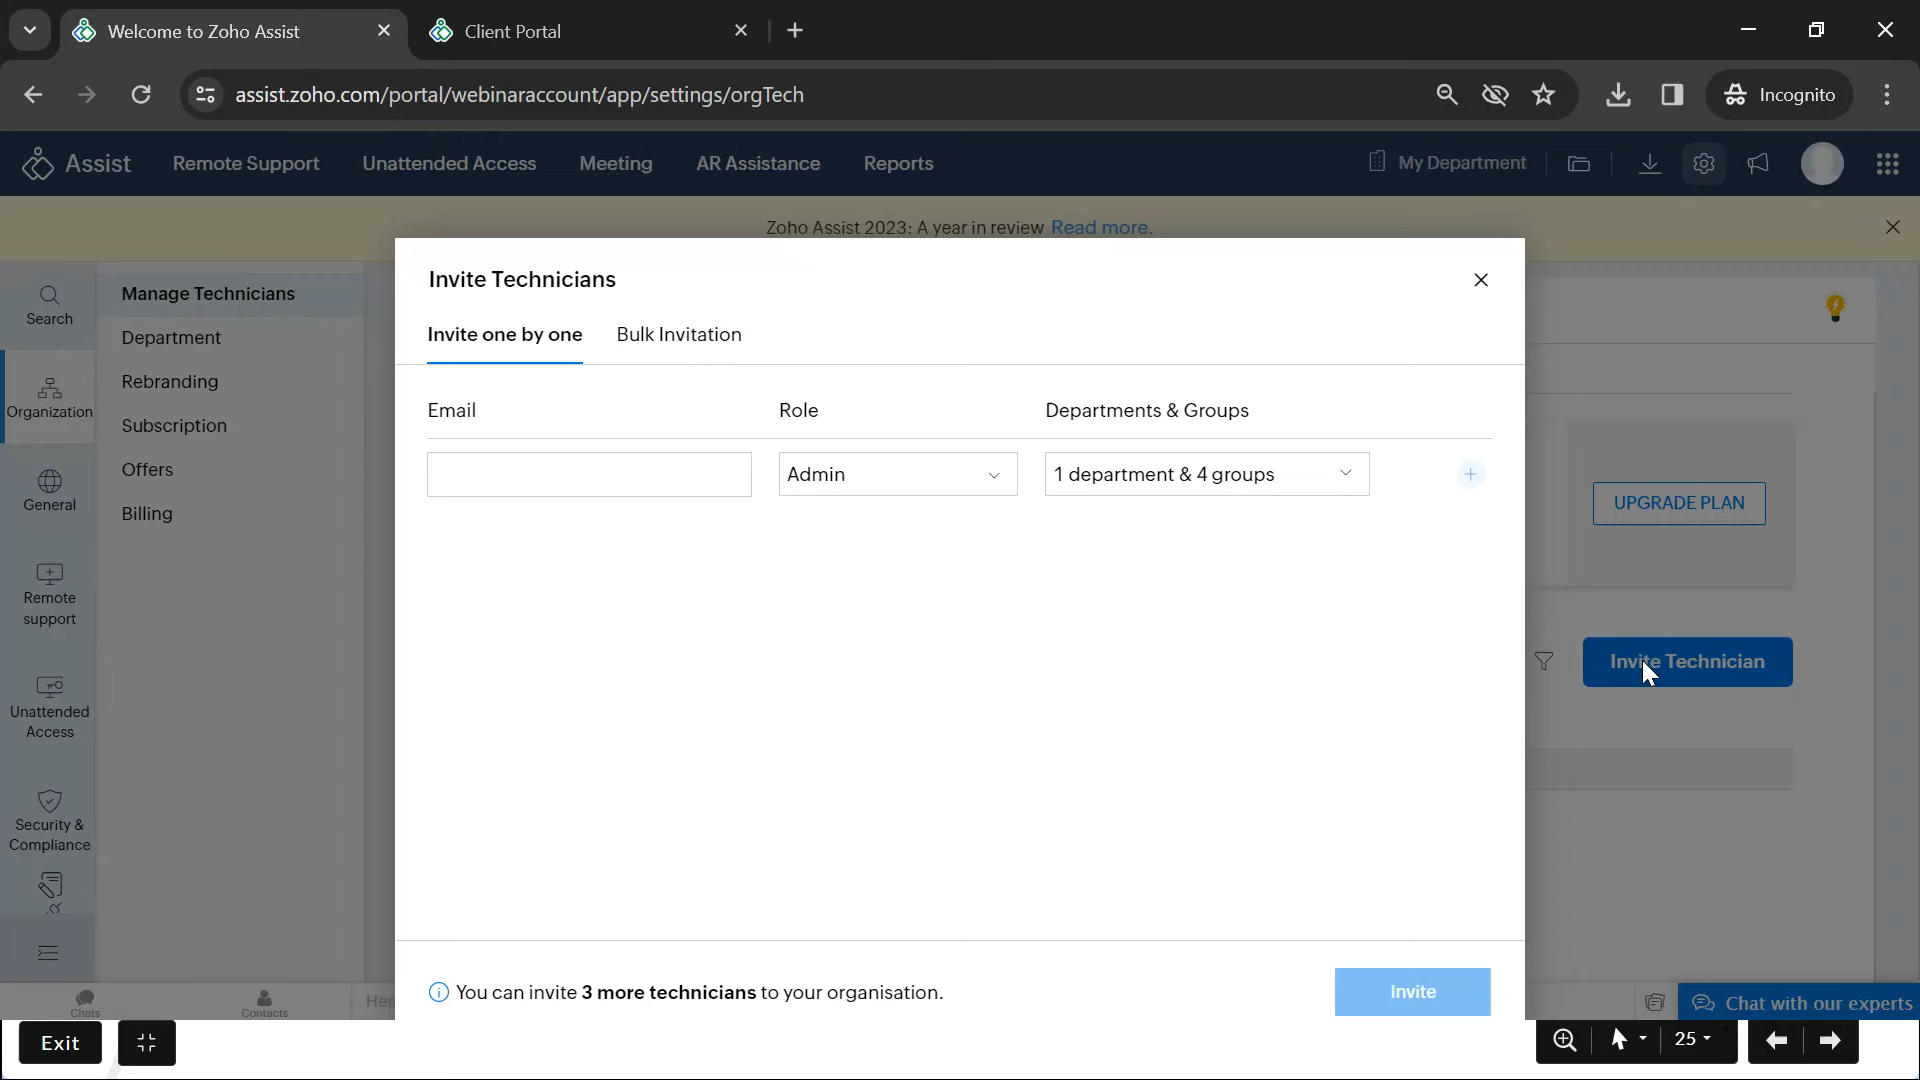 Welcome to Zoho Assist
Client Portal
assist.zoho.com/portal/webinaraccount/app/settings/orgTech
Incognito
Assist
Remote Support
Unattended Access
Meeting
AR Assistance
Reports
My Department
Zoho Assist 2023: A year in review Read more.
Search
Organization
General
Remote
support
Unattended
Access
Security &
Compliance
Manage Technicians
Department
Rebranding
Subscription
Offers
Billing
Invite Technicians
Invite one by one
Bulk Invitation
Email
Role
Departments & Groups
Admin
1 department & 4 groups
You can invite 3 more technicians to your organisation.
Invite
UPGRADE PLAN
Invite Technician
Chats
Contacts
Chat with our experts
Exit
25